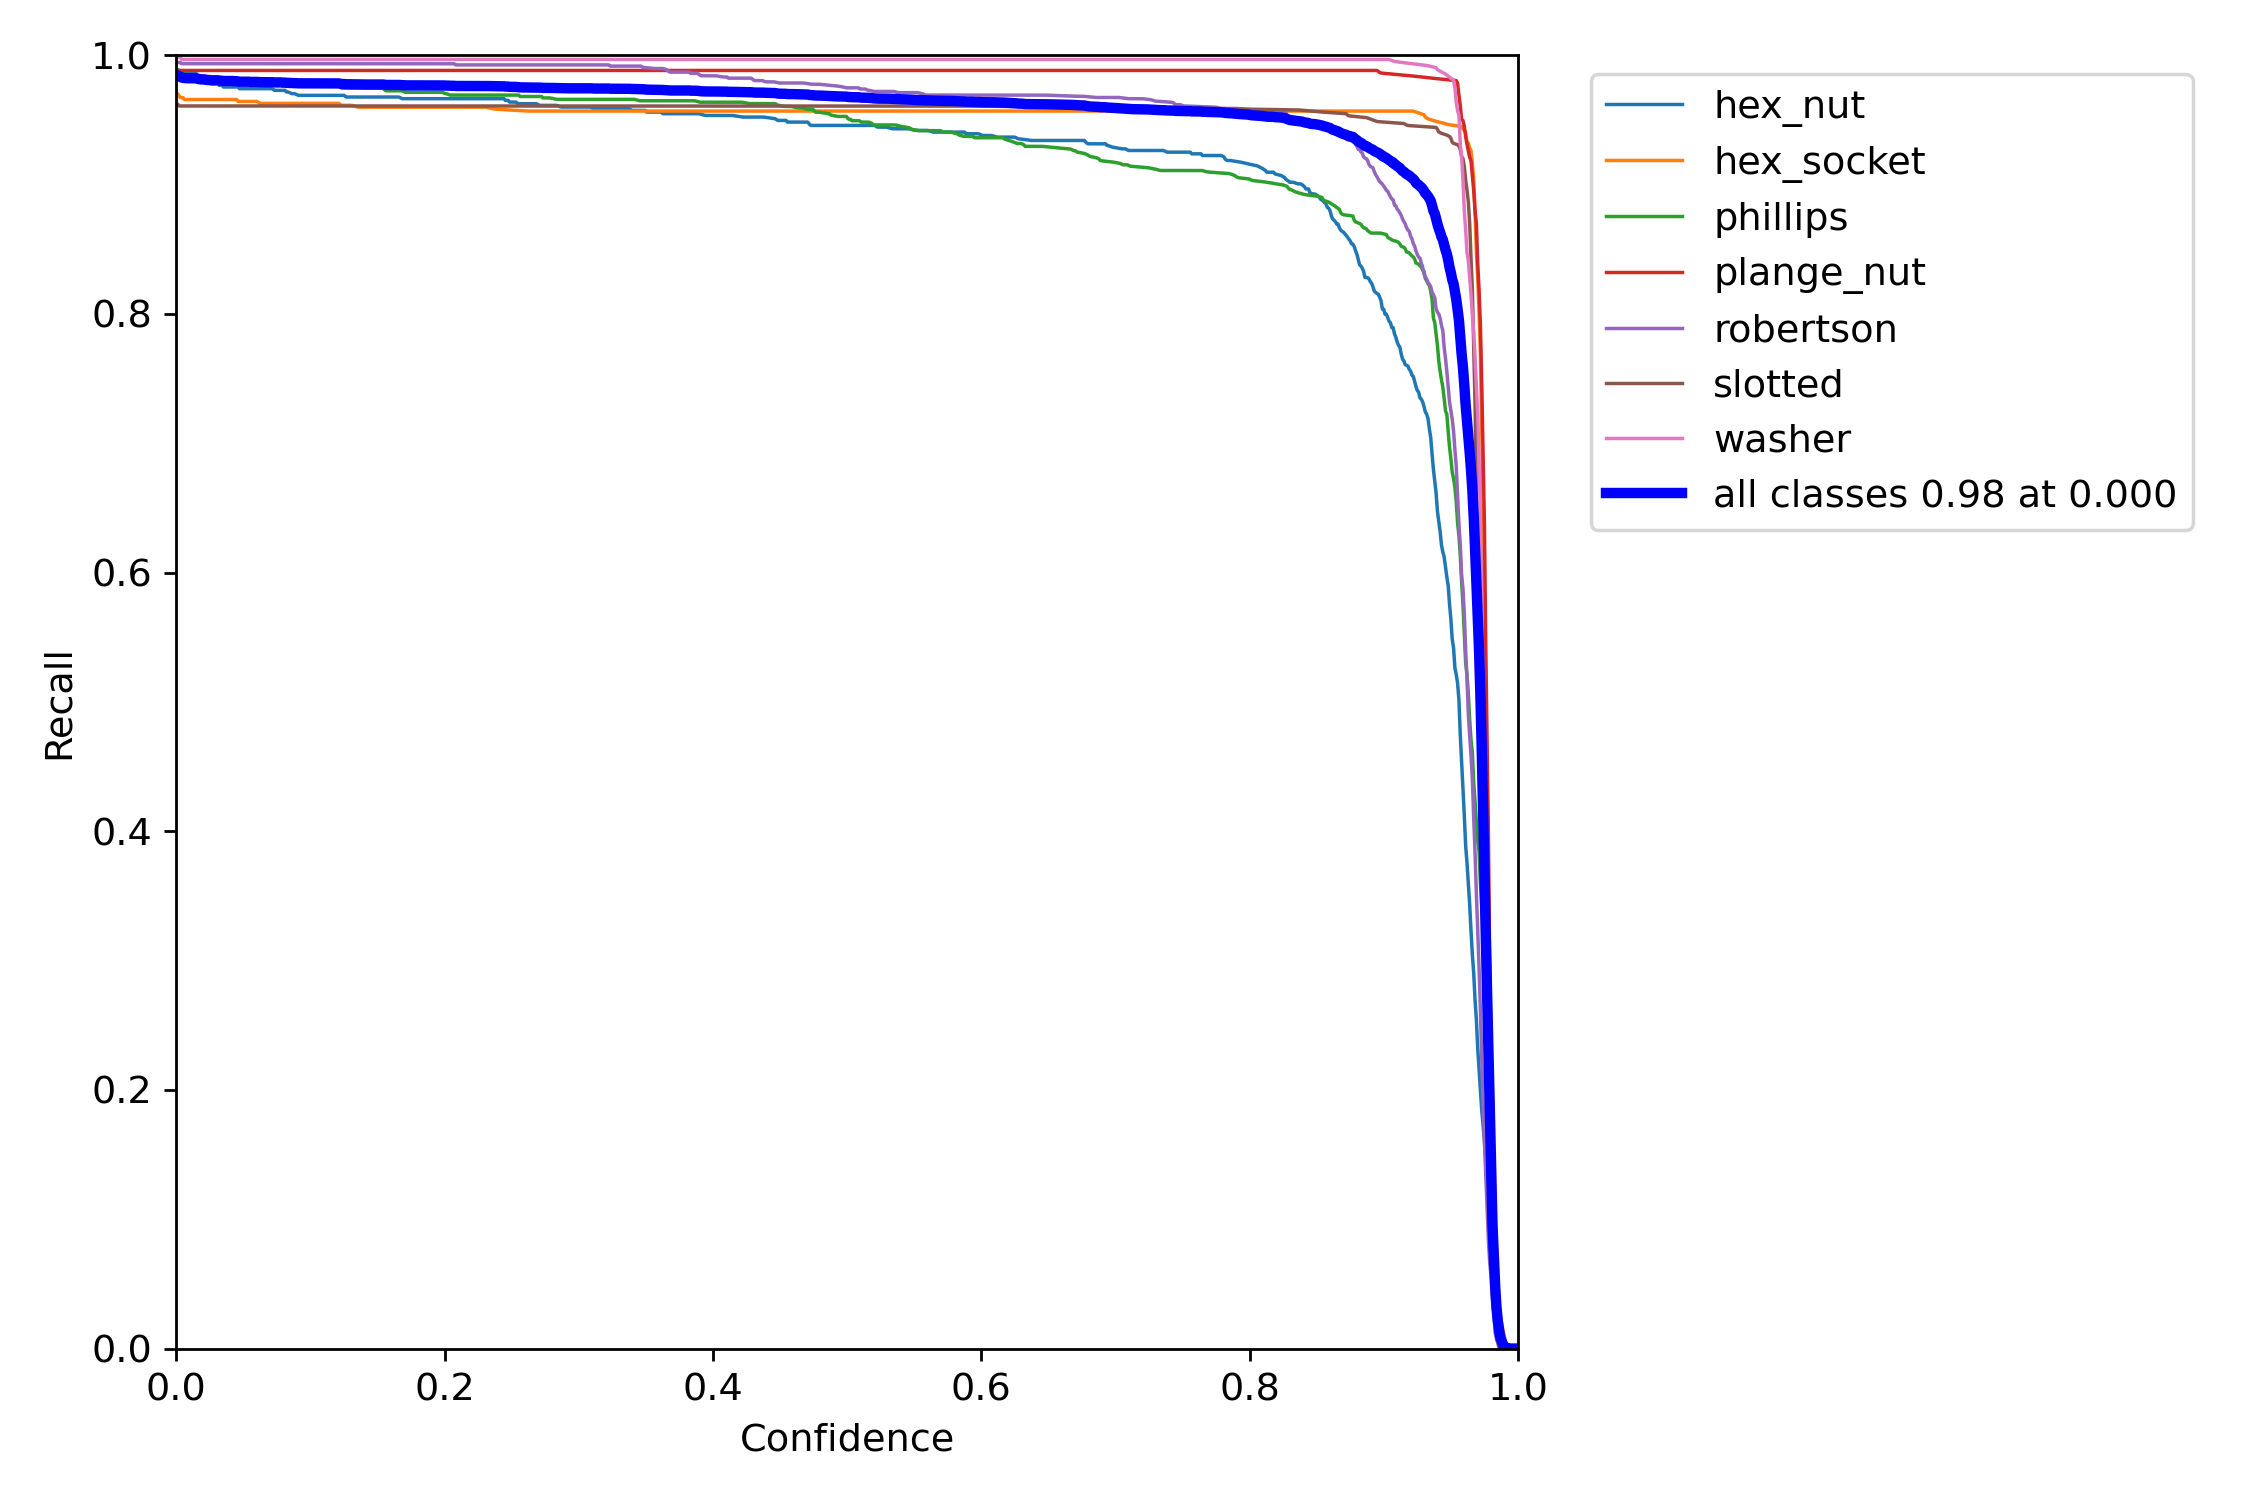 1.0
0.8
0.6
0.4
0.2
0.0
Recall
0.0 0.2 0.4 0.6 0.8 1.0
Confidence
hex_nut
hex_socket
phillips
plange_nut
robertson
slotted
washer
all classes 0.98 at 0.000